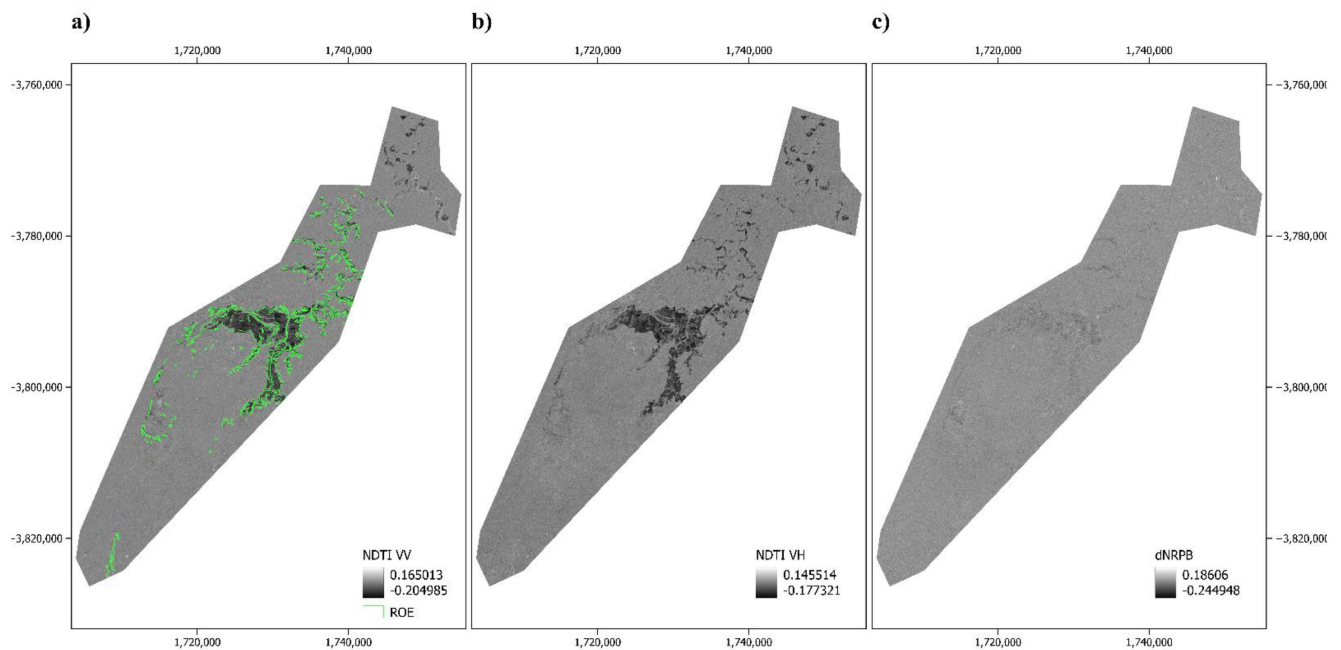 a)
b)
c)
1,720,000 1,740,000
1,720,000 1,740,000
1,720,000 1,740,000
-3,760,000
-3,780,000
-3,800,000
-3,820,000
NDTI VV
0.165013
-0.204985
ROE
NDTI VH
0.145514
-0.177321
dNRPB
0.18606
-0.244948
-3,760,000
-3,780,000
-3,800,000
-3,820,000
1,720,000 1,740,000
1,720,000 1,740,000
1,720,000 1,740,000